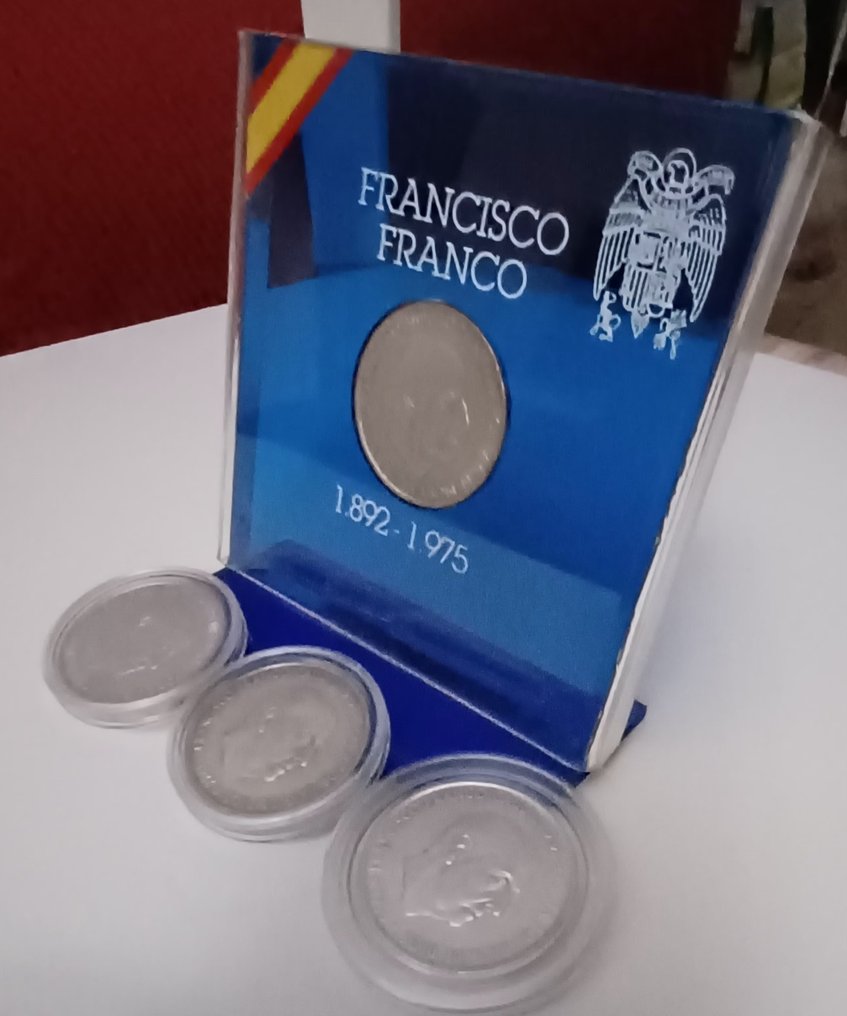 FRANCISCO
FRANCO
1.892 - 1.975